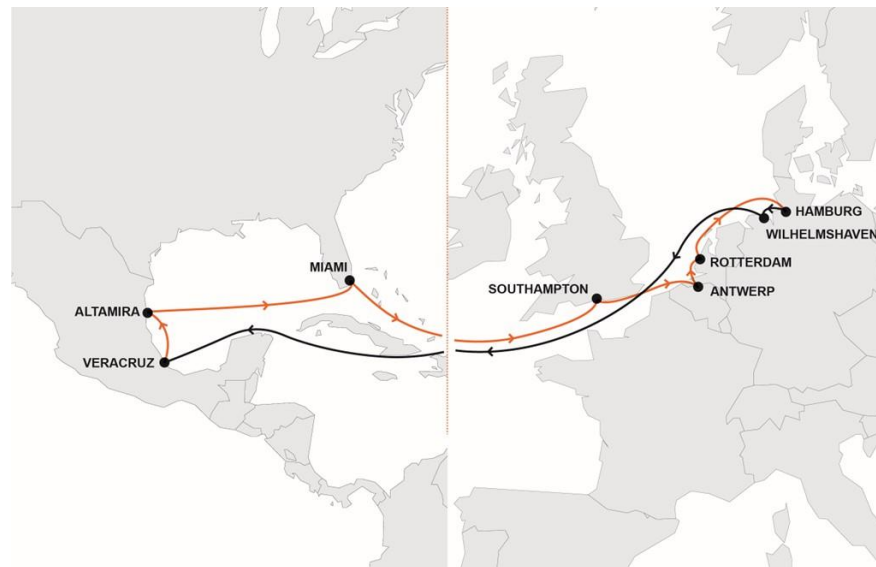 HAMBURG
WILHELMSHAVEN
ROTTERDAM
MIAMI
SOUTHAMPTON
ANTWERP
ALTAMIRA
VERACRUZ